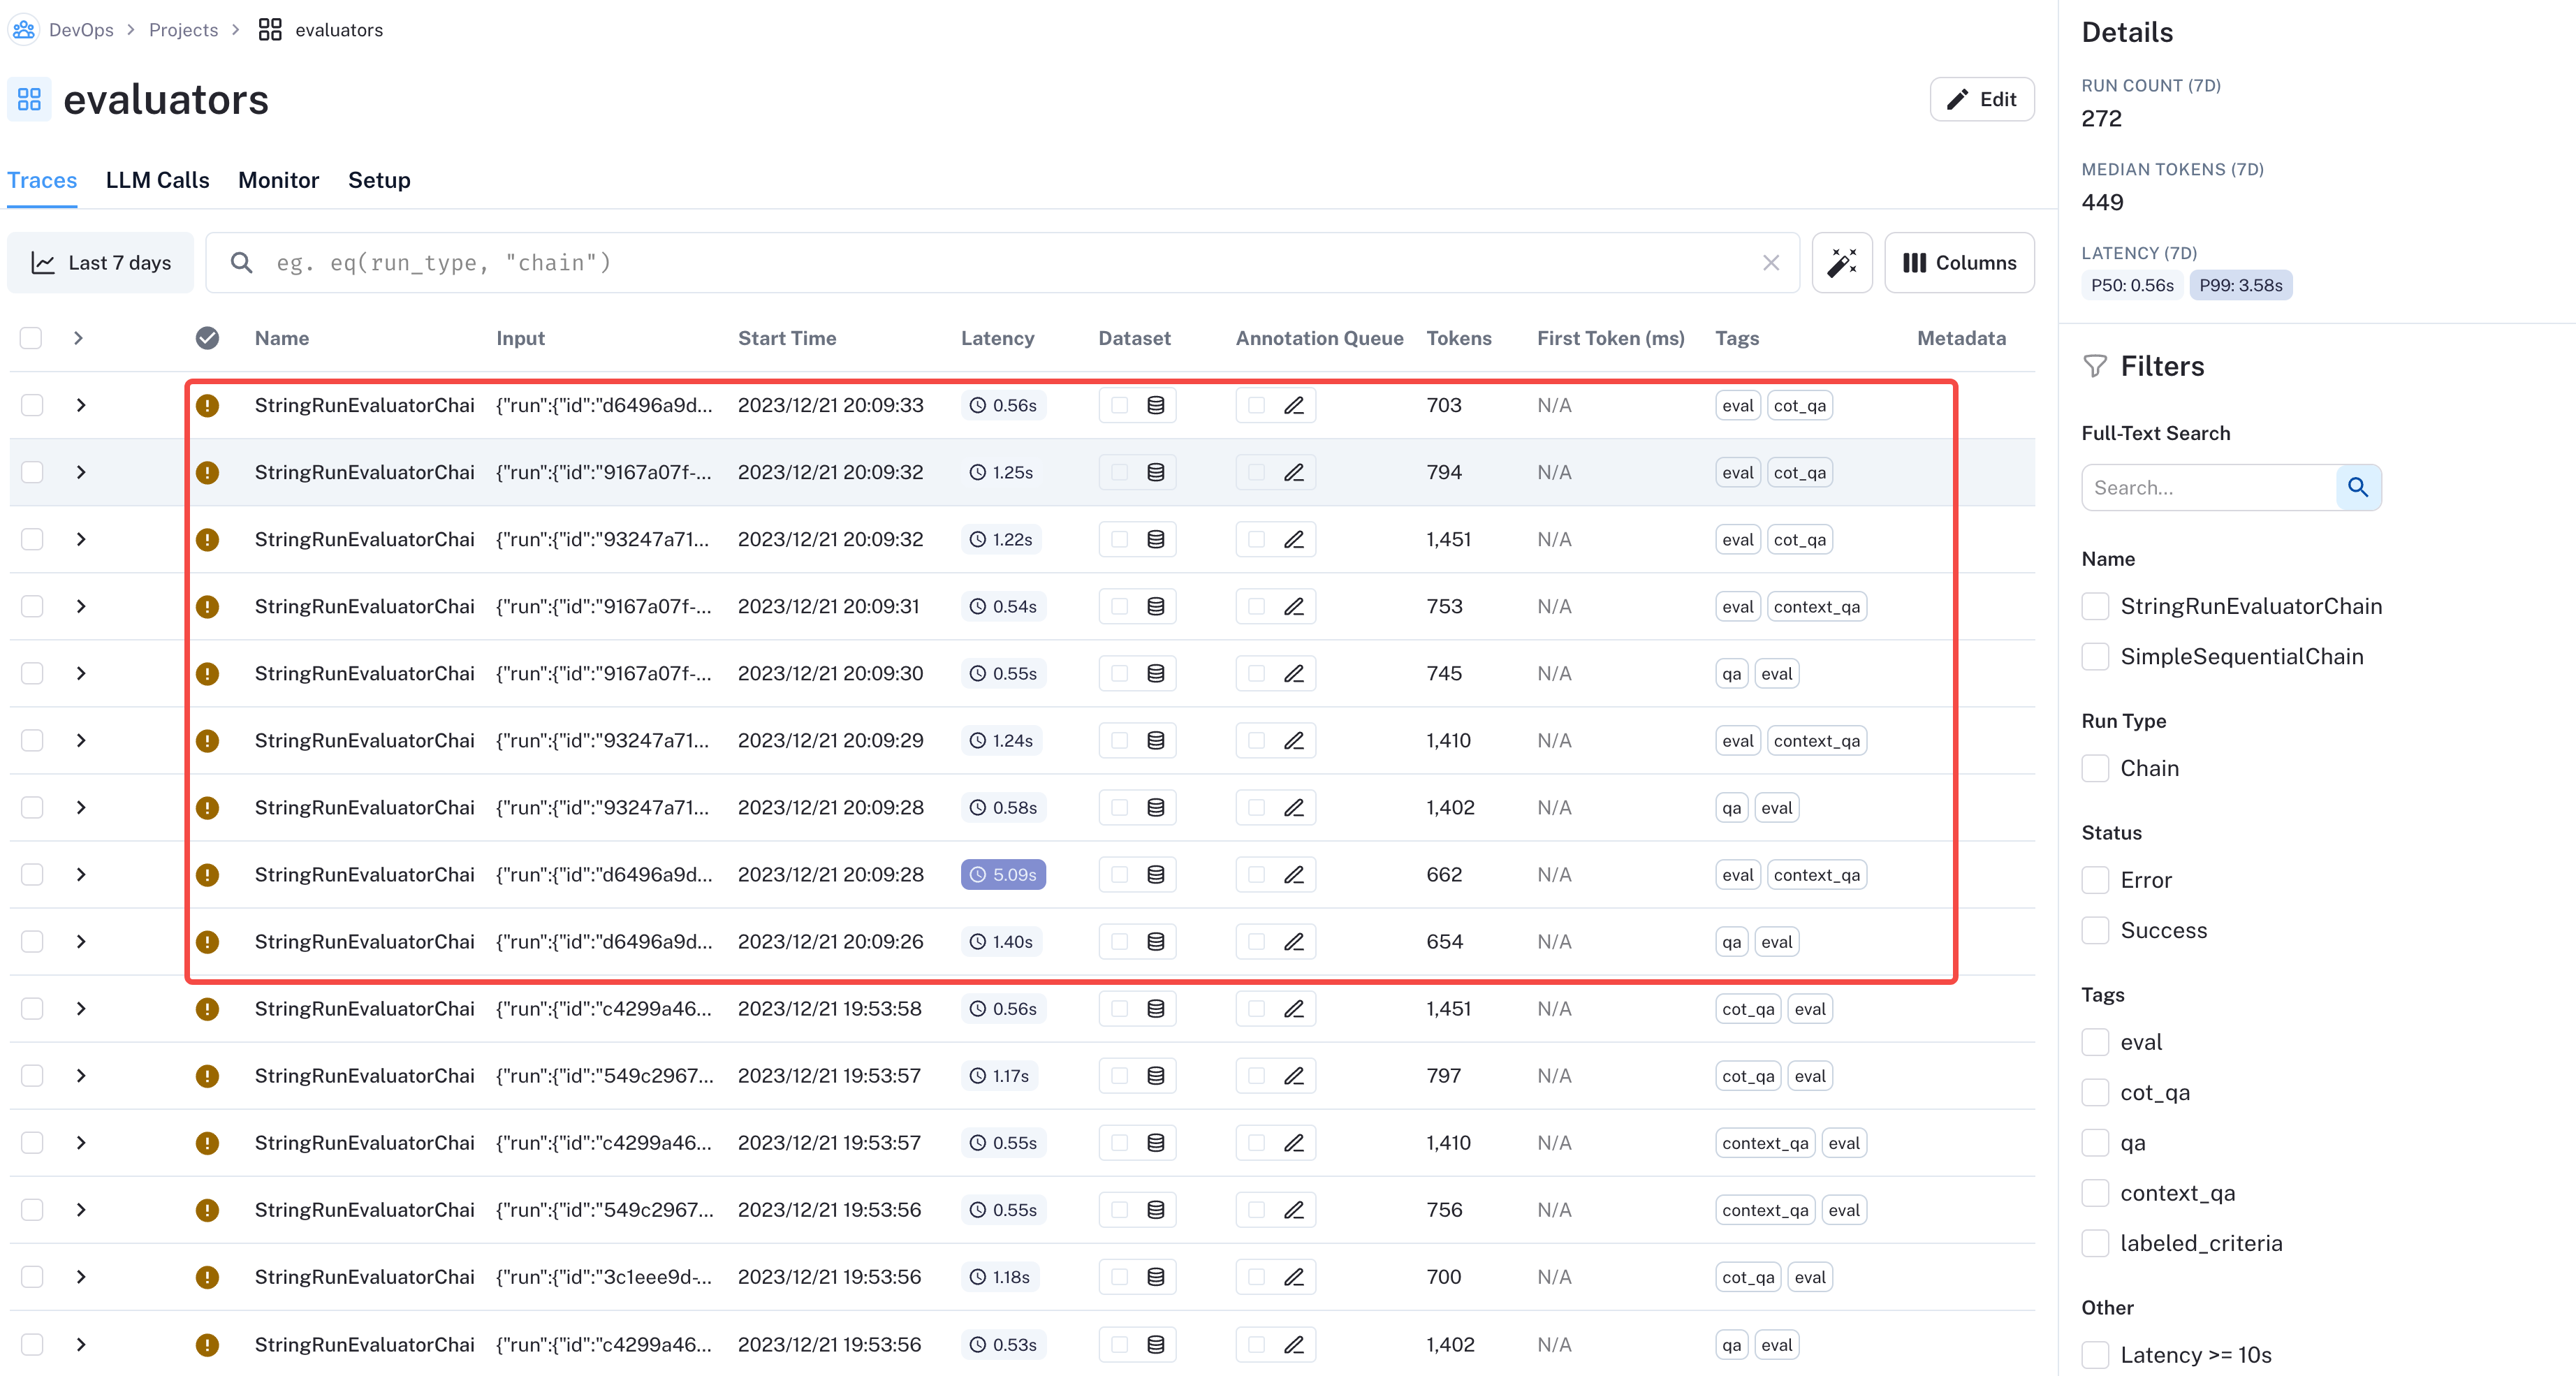 DevOps > Projects > evaluators
evaluators
Edit
Traces LLM Calls Monitor Setup
Last 7 days eg. eq(run_type, "chain") Columns
Name Input Start Time Latency Dataset Annotation Queue Tokens First Token (ms) Tags Metadata
StringRunEvaluatorChai {"run":{"id":"d6496a9d... 2023/12/21 20:09:33 0.56s 703 N/A eval cot_qa
StringRunEvaluatorChai {"run":{"id":"9167a07f-... 2023/12/21 20:09:32 1.25s 794 N/A eval cot_qa
StringRunEvaluatorChai {"run":{"id":"93247a71... 2023/12/21 20:09:32 1.22s 1,451 N/A eval cot_qa
StringRunEvaluatorChai {"run":{"id":"9167a07f-... 2023/12/21 20:09:31 0.54s 753 N/A eval context_qa
StringRunEvaluatorChai {"run":{"id":"9167a07f-... 2023/12/21 20:09:30 0.55s 745 N/A qa eval
StringRunEvaluatorChai {"run":{"id":"93247a71... 2023/12/21 20:09:29 1.24s 1,410 N/A eval context_qa
StringRunEvaluatorChai {"run":{"id":"93247a71... 2023/12/21 20:09:28 0.58s 1,402 N/A qa eval
StringRunEvaluatorChai {"run":{"id":"d6496a9d... 2023/12/21 20:09:28 5.09s 662 N/A eval context_qa
StringRunEvaluatorChai {"run":{"id":"d6496a9d... 2023/12/21 20:09:26 1.40s 654 N/A qa eval
StringRunEvaluatorChai {"run":{"id":"c4299a46... 2023/12/21 19:53:58 0.56s 1,451 N/A cot_qa eval
StringRunEvaluatorChai {"run":{"id":"549c2967... 2023/12/21 19:53:57 1.17s 797 N/A cot_qa eval
StringRunEvaluatorChai {"run":{"id":"c4299a46... 2023/12/21 19:53:57 0.55s 1,410 N/A context_qa eval
StringRunEvaluatorChai {"run":{"id":"549c2967... 2023/12/21 19:53:56 0.55s 756 N/A context_qa eval
StringRunEvaluatorChai {"run":{"id":"3c1eee9d-... 2023/12/21 19:53:56 1.18s 700 N/A cot_qa eval
StringRunEvaluatorChai {"run":{"id":"c4299a46... 2023/12/21 19:53:56 0.53s 1,402 N/A qa eval
Details
RUN COUNT (7D)
272
MEDIAN TOKENS (7D)
449
LATENCY (7D)
P50: 0.56s P99: 3.58s
Filters
Full-Text Search
Search...
Name
StringRunEvaluatorChain
SimpleSequentialChain
Run Type
Chain
Status
Error
Success
Tags
eval
cot_qa
qa
context_qa
labeled_criteria
Other
Latency >= 10s